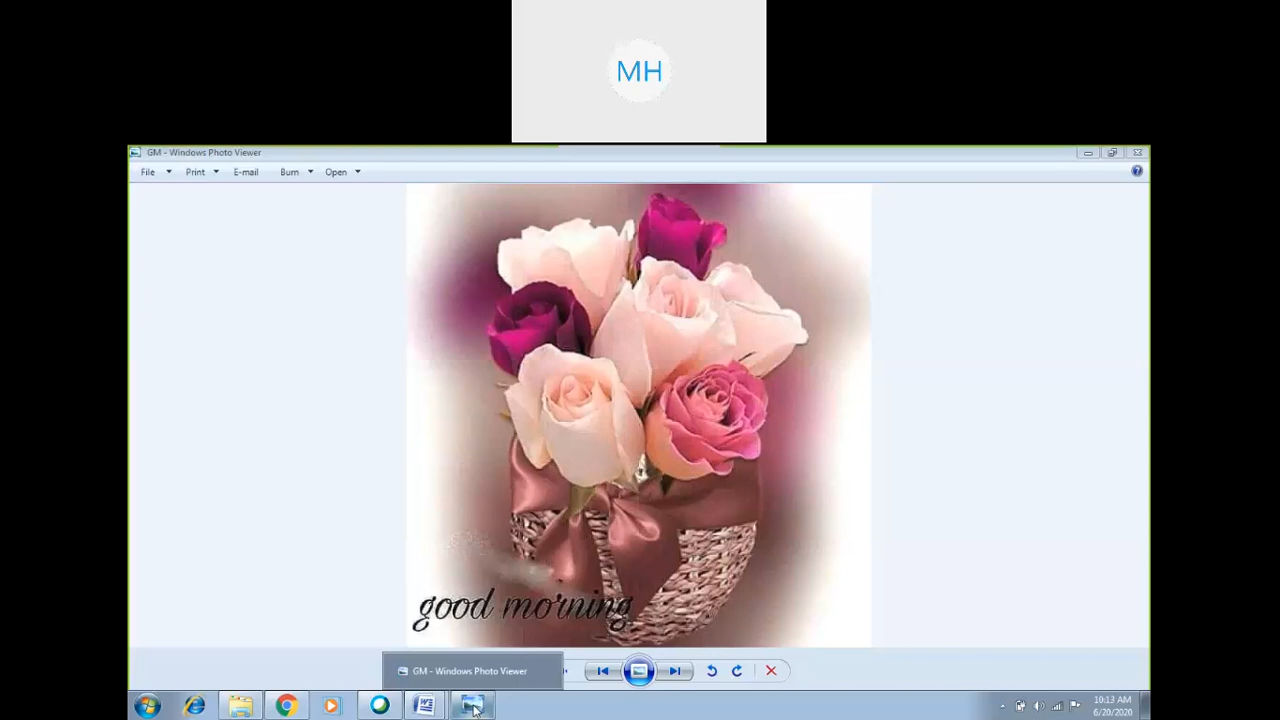 MH
GM - Windows Photo Viewer
File Print E-mail Burn Open
good morning
GM - Windows Photo Viewer
10:13 AM
6/20/2020